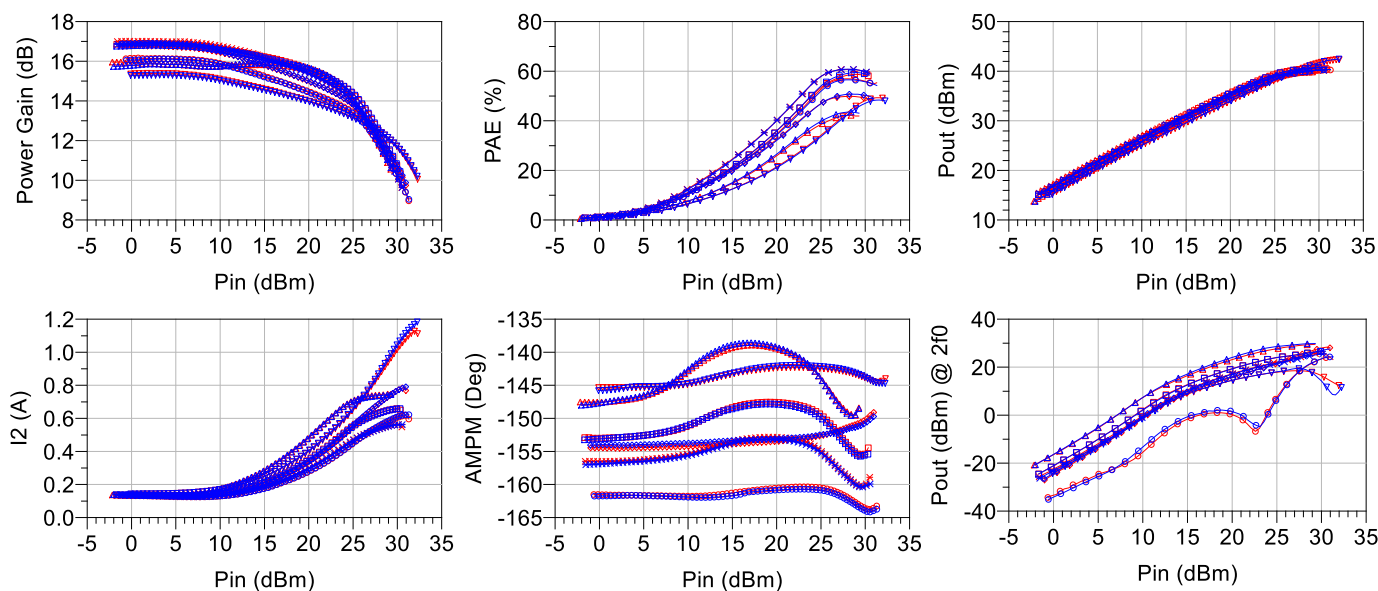 Power Gain (dB)
18
16
14
12
10
8
-5 0 5 10 15 20 25 30 35
Pin (dBm)
PAE (%)
80
60
40
20
0
-5 0 5 10 15 20 25 30 35
Pin (dBm)
Pout (dBm)
50
40
30
20
10
-5 0 5 10 15 20 25 30 35
Pin (dBm)
I2 (A)
1.2
1.0
0.8
0.6
0.4
0.2
0.0
-5 0 5 10 15 20 25 30 35
Pin (dBm)
AMPM (Deg)
-135
-140
-145
-150
-155
-160
-165
-5 0 5 10 15 20 25 30 35
Pin (dBm)
Pout (dBm) @ 2f0
40
20
0
-20
-40
-5 0 5 10 15 20 25 30 35
Pin (dBm)